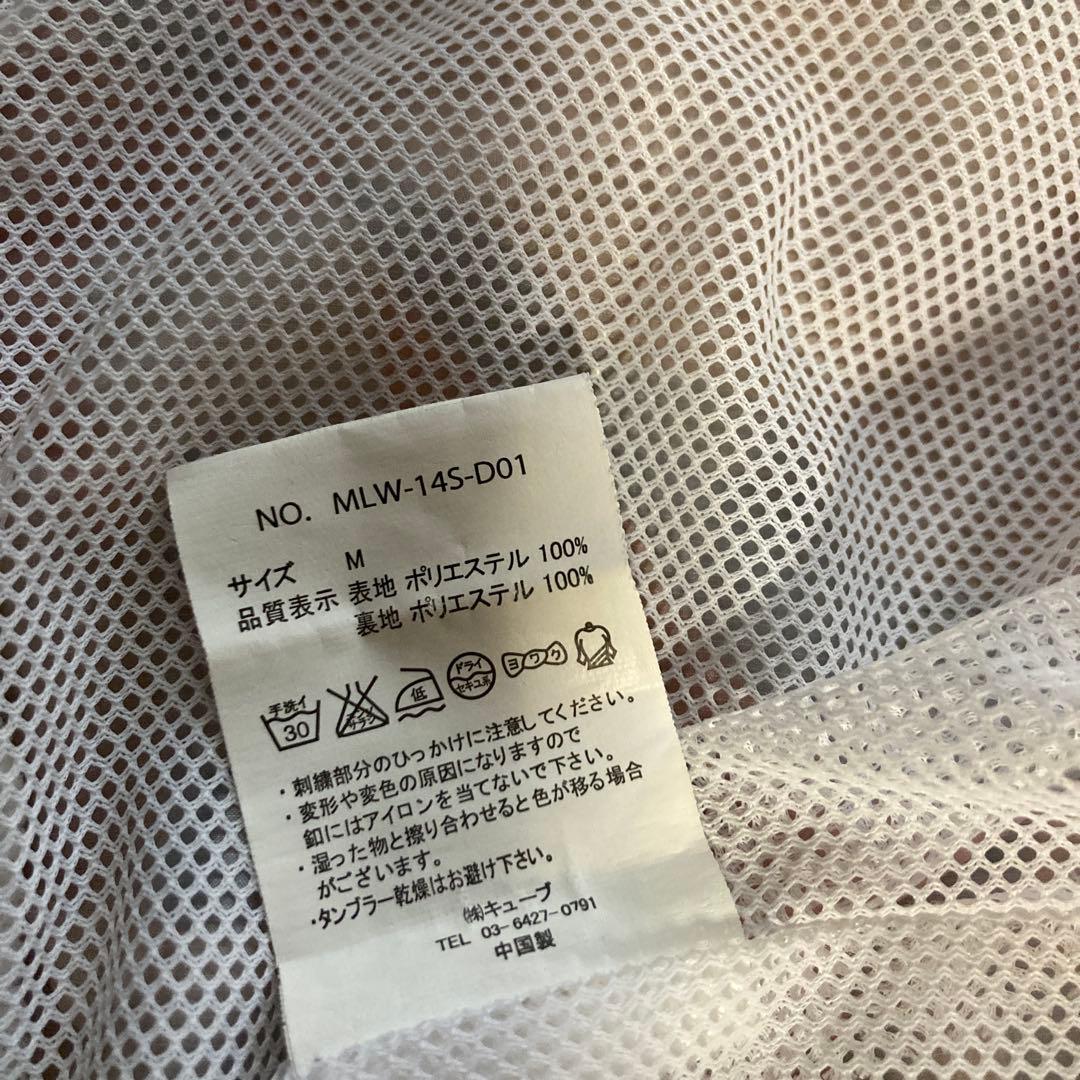 NO. MLW-14S-D01
サイズ M
品質表示 表地 ポリエステル 100%
裏地 ポリエステル 100%
手洗イ 30 低 ドライ セキユ系 ヨワク
・刺繍部分のひっかけに注意してください。
・変形や変色の原因になりますので
釦にはアイロンを当てないで下さい。
・湿った物と擦り合わせると色が移る場合
がございます。
・タンブラー乾燥はお避け下さい。
㈱キューブ
TEL 03-6427-0791
中国製